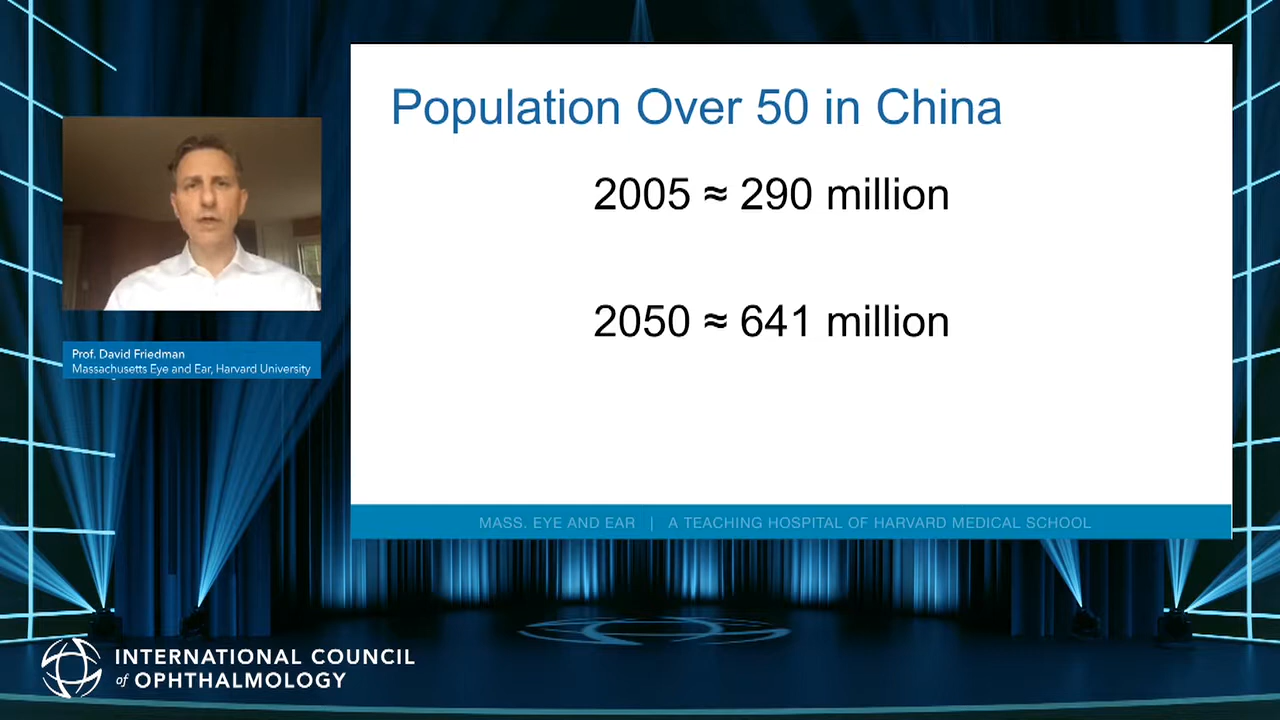 Population Over 50 in China
2005 ≈ 290 million
2050 ≈ 641 million
Prof. David Friedman
Massachusetts Eye and Ear, Harvard University
MASS. EYE AND EAR | A TEACHING HOSPITAL OF HARVARD MEDICAL SCHOOL
INTERNATIONAL COUNCIL
of OPHTHALMOLOGY